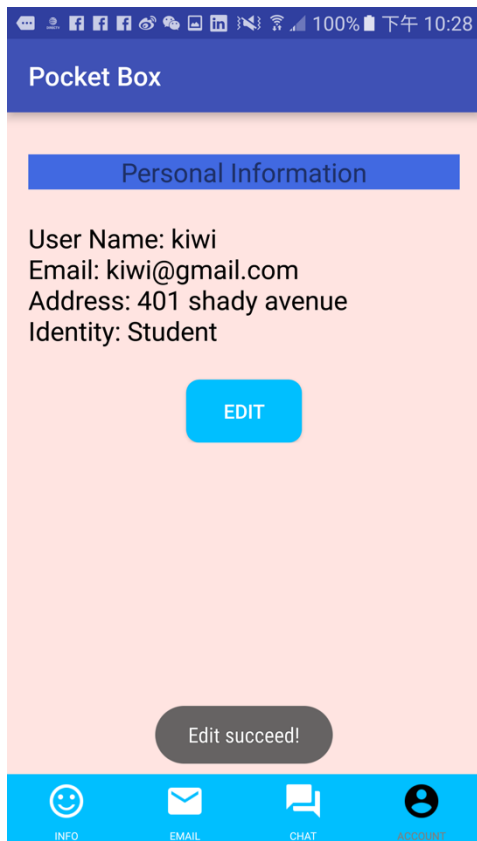 100% 下午 10:28
Pocket Box
Personal Information
User Name: kiwi
Email: kiwi@gmail.com
Address: 401 shady avenue
Identity: Student
EDIT
Edit succeed!
INFO EMAIL CHAT ACCOUNT